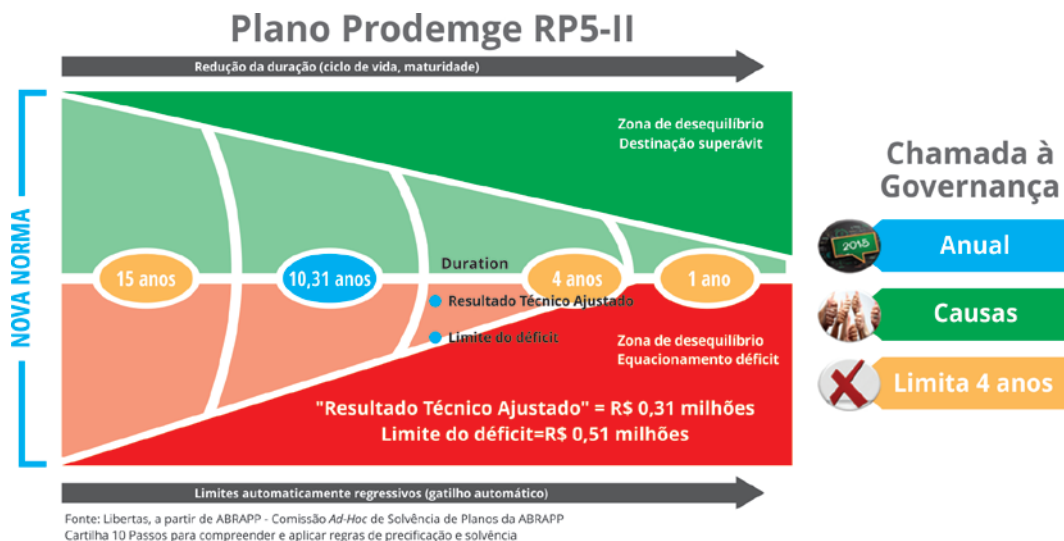 Plano Prodemge RP5-II
Redução da duração (ciclo de vida, maturidade)
NOVA NORMA
Zona de desequilíbrio
Destinação superávit
15 anos
10,31 anos
Duration
4 anos
1 ano
Resultado Técnico Ajustado
Limite do déficit
Zona de desequilíbrio
Equacionamento déficit
"Resultado Técnico Ajustado" = R$ 0,31 milhões
Limite do déficit=R$ 0,51 milhões
Limites automaticamente regressivos (gatilho automático)
Chamada à
Governança
2015
Anual
Causas
Limita 4 anos
Fonte: Libertas, a partir de ABRAPP - Comissão Ad-Hoc de Solvência de Planos da ABRAPP
Cartilha 10 Passos para compreender e aplicar regras de precificação e solvência